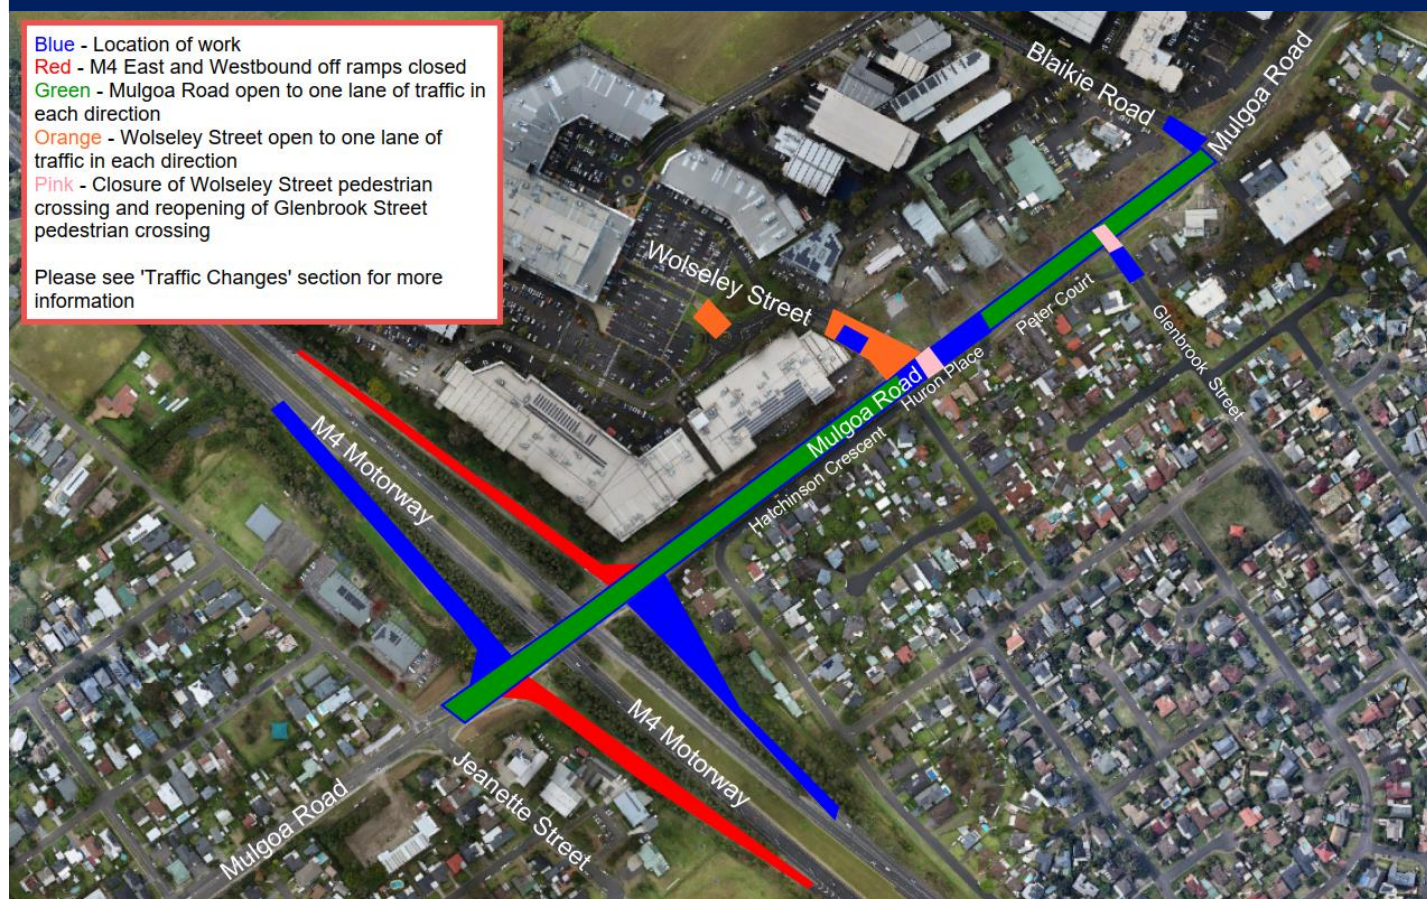 Blue - Location of work
Red - M4 East and Westbound off ramps closed
Green - Mulgoa Road open to one lane of traffic in
each direction
Orange - Wolseley Street open to one lane of
traffic in each direction
Pink - Closure of Wolseley Street pedestrian
crossing and reopening of Glenbrook Street
pedestrian crossing
Please see 'Traffic Changes' section for more
information
Blaikie Road
Mulgoa Road
Wolseley Street
Peter Court
Glenbrook Street
Huron Place
Mulgoa Road
Hatchinson Crescent
M4 Motorway
M4 Motorway
Jeanette Street
Mulgoa Road